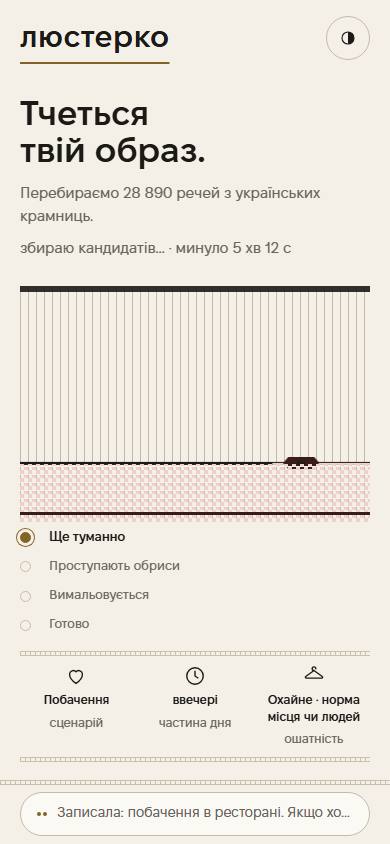 люстерко
Тчеться
твій образ.
Перебираємо 28 890 речей з українських
крамниць.
збираю кандидатів... · минуло 5 хв 12 с
Ще туманно
Проступають обриси
Вимальовується
Готово
Побачення
сценарій
ввечері
частина дня
Охайне · норма
місця чи людей
ошатність
Записала: побачення в ресторані. Якщо хо...